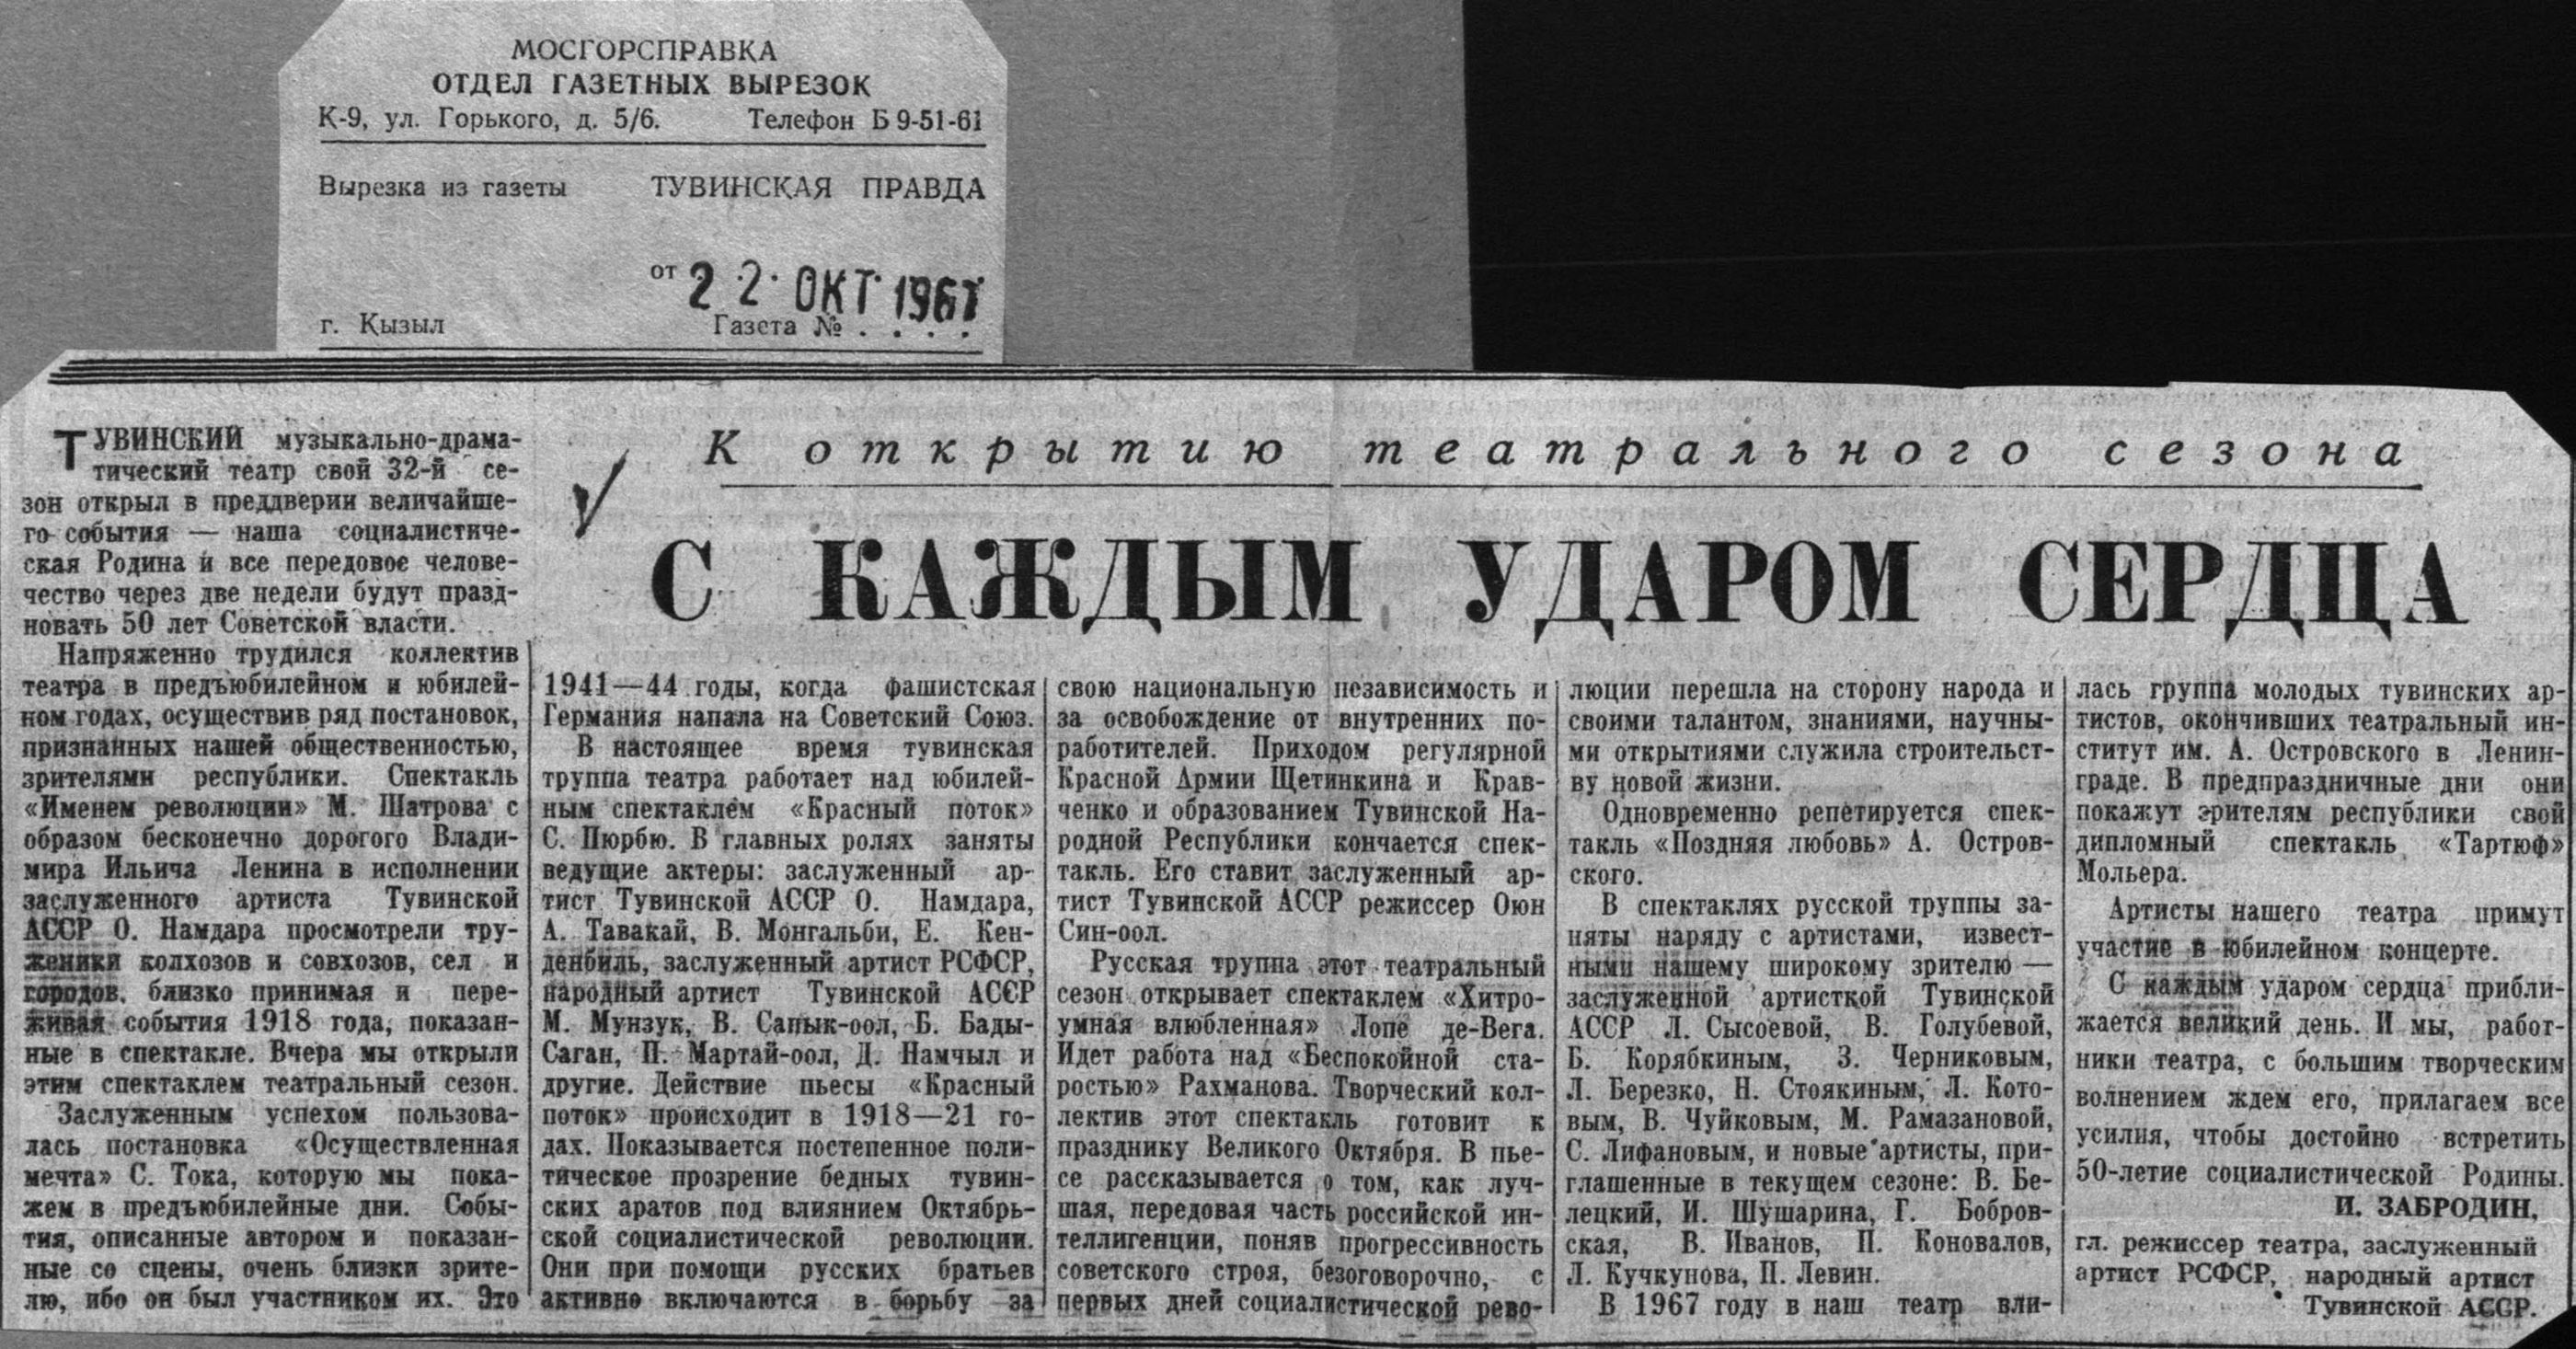 МОСГОРСПРАВКА
ОТДЕЛ ГАЗЕТНЫХ ВЫРЕЗОК
К-9, ул. Горького, д. 5/6. Телефон Б 9-51-61
Вырезка из газеты ТУВИНСКАЯ ПРАВДА
от 22 ОКТ 1967
г. Кызыл Газета № . . . .
К открытию театрального сезона
С КАЖДЫМ УДАРОМ СЕРДЦА
ТУВИНСКИЙ музыкально-драма-
тический театр свой 32-й се-
зон открыл в преддверии величайше-
го события — наша социалистиче-
ская Родина и все передовое челове-
чество через две недели будут празд-
новать 50 лет Советской власти.
Напряженно трудился коллектив
театра в предъюбилейном и юбилей-
ном годах, осуществив ряд постановок,
признанных нашей общественностью,
зрителями республики. Спектакль
«Именем революции» М. Шатрова с
образом бесконечно дорогого Влади-
мира Ильича Ленина в исполнении
заслуженного артиста Тувинской
АССР О. Намдара просмотрели тру-
женики колхозов и совхозов, сел и
городов, близко принимая и пере-
живая события 1918 года, показан-
ные в спектакле. Вчера мы открыли
этим спектаклем театральный сезон.
Заслуженным успехом пользова-
лась постановка «Осуществленная
мечта» С. Тока, которую мы пока-
жем в предъюбилейные дни. Собы-
тия, описанные автором и показан-
ные со сцены, очень близки зрите-
лю, ибо он был участником их. Это
1941—44 годы, когда фашистская
Германия напала на Советский Союз.
В настоящее время тувинская
труппа театра работает над юбилей-
ным спектаклем «Красный поток»
С. Пюрбю. В главных ролях заняты
ведущие актеры: заслуженный ар-
тист Тувинской АССР О. Намдара,
А. Тавакай, В. Монгальби, Е. Кен-
денбиль, заслуженный артист РСФСР,
народный артист Тувинской АССР
М. Мунзук, В. Сапык-оол, Б. Бады-
Саган, П. Мартай-оол, Д. Намчыл и
другие. Действие пьесы «Красный
поток» происходит в 1918—21 го-
дах. Показывается постепенное поли-
тическое прозрение бедных тувин-
ских аратов под влиянием Октябрь-
ской социалистической революции.
Они при помощи русских братьев
активно включаются в борьбу за
свою национальную независимость и
за освобождение от внутренних по-
работителей. Приходом регулярной
Красной Армии Щетинкина и Крав-
ченко и образованием Тувинской На-
родной Республики кончается спек-
такль. Его ставит заслуженный ар-
тист Тувинской АССР режиссер Оюн
Син-оол.
Русская труппа этот театральный
сезон открывает спектаклем «Хитро-
умная влюбленная» Лопе де-Вега.
Идет работа над «Беспокойной ста-
ростью» Рахманова. Творческий кол-
лектив этот спектакль готовит к
празднику Великого Октября. В пье-
се рассказывается о том, как луч-
шая, передовая часть российской ин-
теллигенции, поняв прогрессивность
советского строя, безоговорочно, с
первых дней социалистической рево-
люции перешла на сторону народа и
своими талантом, знаниями, научны-
ми открытиями служила строительст-
ву новой жизни.
Одновременно репетируется спек-
такль «Поздняя любовь» А. Остров-
ского.
В спектаклях русской труппы за-
няты наряду с артистами, извест-
ными нашему широкому зрителю —
заслуженной артисткой Тувинской
АССР Л. Сысоевой, В. Голубевой,
Б. Корябкиным, З. Черниковым,
Л. Березко, Н. Стоякиным, Л. Кото-
вым, В. Чуйковым, М. Рамазановой,
С. Лифановым, и новые артисты, при-
глашенные в текущем сезоне: В. Бе-
лецкий, И. Шушарина, Г. Бобров-
ская, В. Иванов, П. Коновалов,
Л. Кучкунова, П. Левин.
В 1967 году в наш театр вли-
лась группа молодых тувинских ар-
тистов, окончивших театральный ин-
ститут им. А. Островского в Ленин-
граде. В предпраздничные дни они
покажут зрителям республики свой
дипломный спектакль «Тартюф»
Мольера.
Артисты нашего театра примут
участие в юбилейном концерте.
С каждым ударом сердца прибли-
жается великий день. И мы, работ-
ники театра, с большим творческим
волнением ждем его, прилагаем все
усилия, чтобы достойно встретить
50-летие социалистической Родины.
И. ЗАБРОДИН,
гл. режиссер театра, заслуженный
артист РСФСР, народный артист
Тувинской АССР.